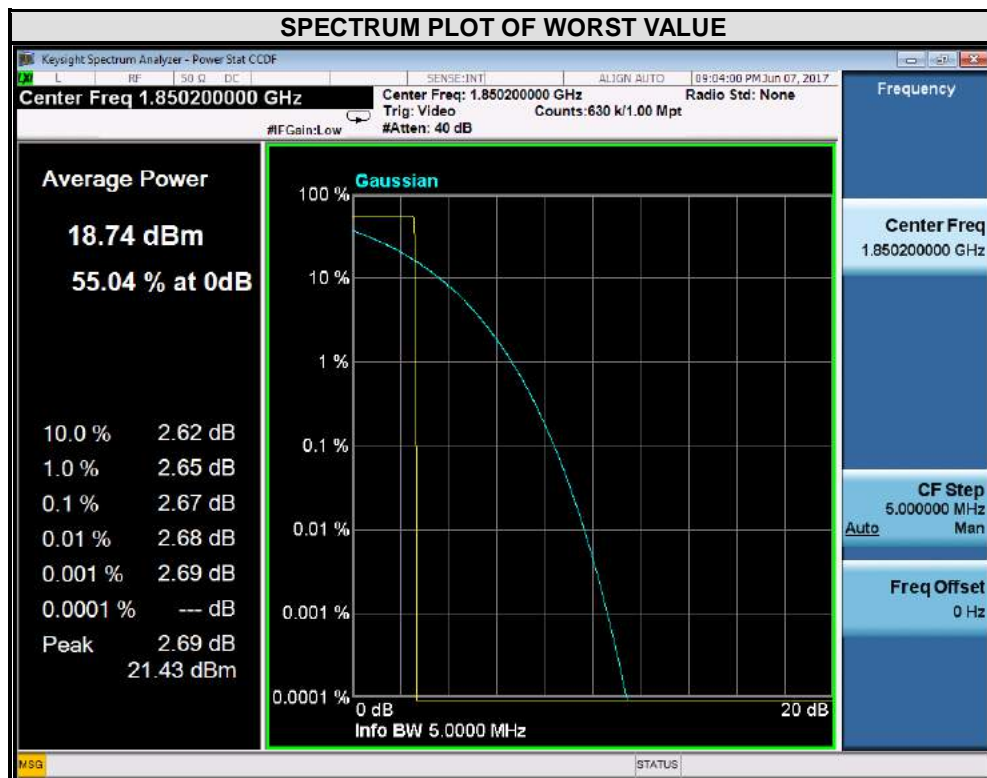 SPECTRUM PLOT OF WORST VALUE
Keysight Spectrum Analyzer - Power Stat CCDF
LXI L RF 50 Ω DC SENSE:INT ALIGN AUTO 09:04:00 PM Jun 07, 2017
Center Freq 1.850200000 GHz
Center Freq: 1.850200000 GHz Radio Std: None
Trig: Video Counts:630 k/1.00 Mpt
#IFGain:Low #Atten: 40 dB
Frequency
Average Power
18.74 dBm
55.04 % at 0dB
10.0 % 2.62 dB
1.0 % 2.65 dB
0.1 % 2.67 dB
0.01 % 2.68 dB
0.001 % 2.69 dB
0.0001 % --- dB
Peak 2.69 dB
21.43 dBm
Gaussian
100 %
10 %
1 %
0.1 %
0.01 %
0.001 %
0.0001 %
0 dB 20 dB
Info BW 5.0000 MHz
Center Freq
1.850200000 GHz
CF Step
5.000000 MHz
Auto Man
Freq Offset
0 Hz
MSG STATUS